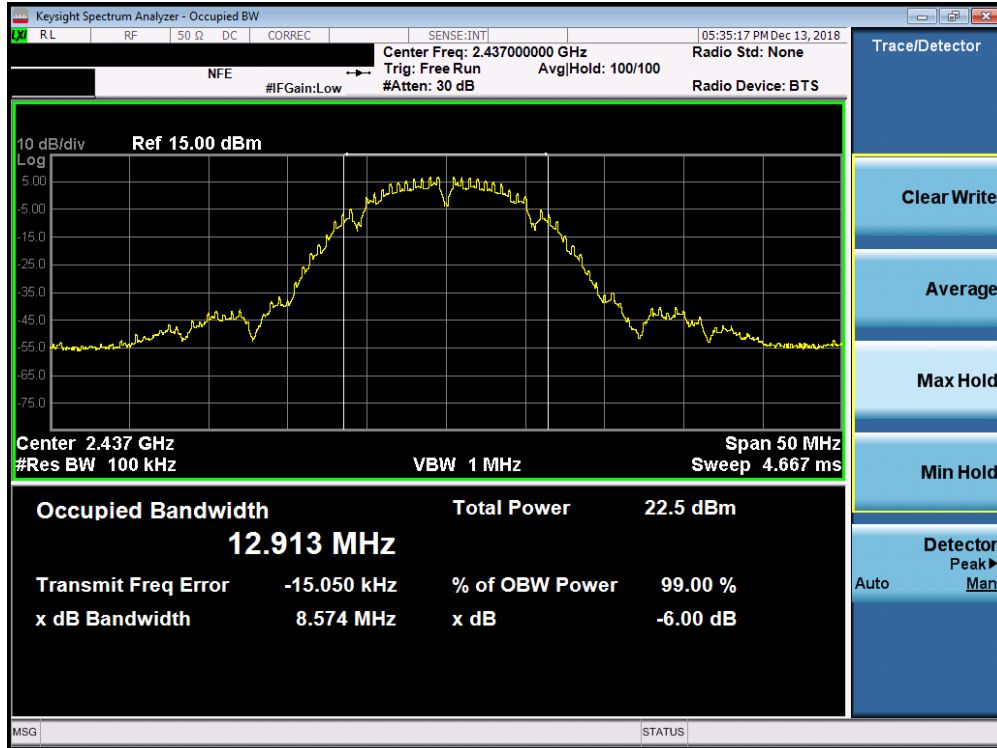 Keysight Spectrum Analyzer - Occupied BW
LXI RL RF 50 Ω DC CORREC SENSE:INT 05:35:17 PM Dec 13, 2018
Center Freq: 2.437000000 GHz Radio Std: None
NFE Trig: Free Run Avg|Hold: 100/100
#IFGain:Low #Atten: 30 dB Radio Device: BTS
10 dB/div Ref 15.00 dBm
Log
5.00
-5.00
-15.0
-25.0
-35.0
-45.0
-55.0
-65.0
-75.0
Center 2.437 GHz Span 50 MHz
#Res BW 100 kHz VBW 1 MHz Sweep 4.667 ms
Occupied Bandwidth Total Power 22.5 dBm
12.913 MHz
Transmit Freq Error -15.050 kHz % of OBW Power 99.00 %
x dB Bandwidth 8.574 MHz x dB -6.00 dB
MSG STATUS
Trace/Detector
Clear Write
Average
Max Hold
Min Hold
Detector
Peak▶
Auto Man